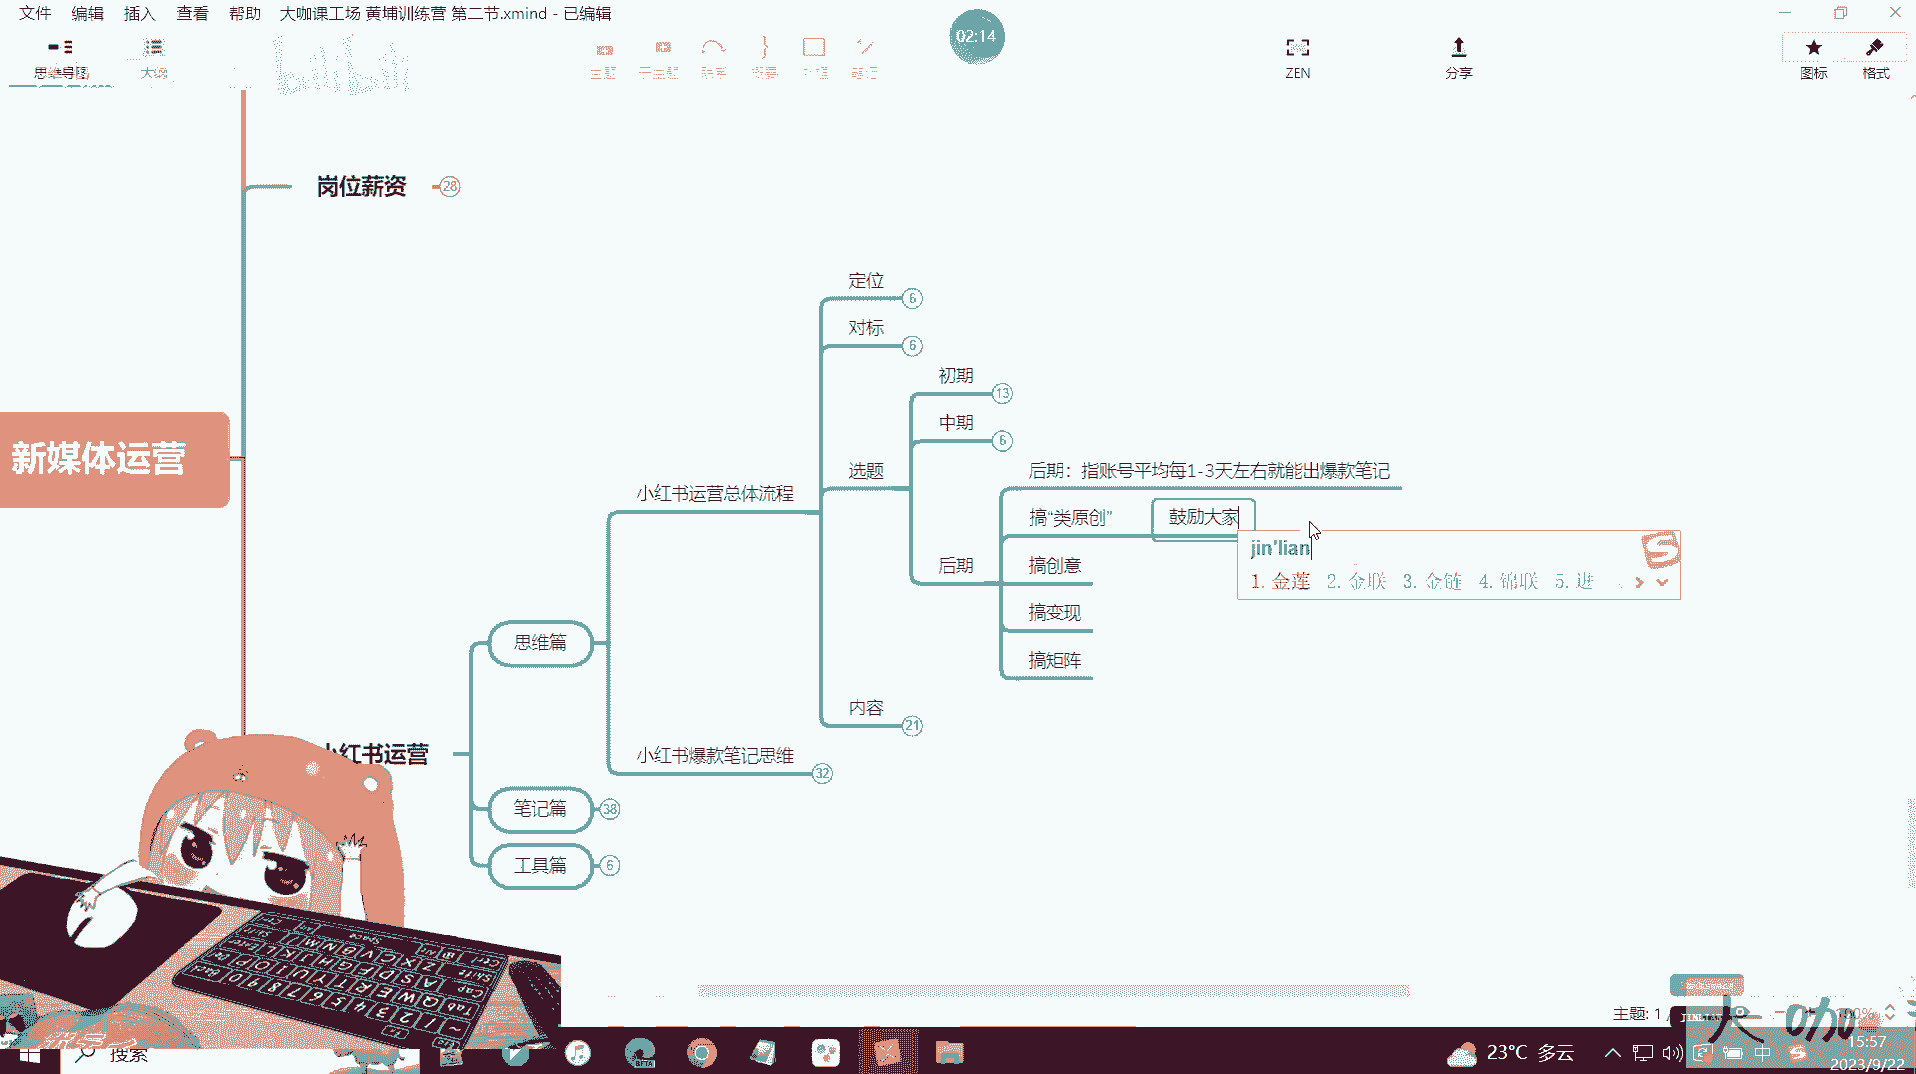 文件 编辑 插入 查看 帮助 大咖课工场 黄埔训练营 第二节.xmind - 已编辑
02:14
思维导图
大纲
bilibili
ZEN
分享
图标
格式
岗位薪资
28
定位
6
对标
6
初期
13
中期
6
选题
后期：指账号平均每1-3天左右就能出爆款笔记
小红书运营总体流程
搞“类原创”
鼓励大家
jin'lian
1. 金莲 2. 金联 3. 金链 4. 锦联 5. 进
后期
搞创意
搞变现
搞矩阵
新媒体运营
思维篇
内容
21
小红书运营
小红书爆款笔记思维
32
笔记篇
38
工具篇
6
主题: 1 /
大咖
搜索
23°C 多云
中
15:57
2023/9/22